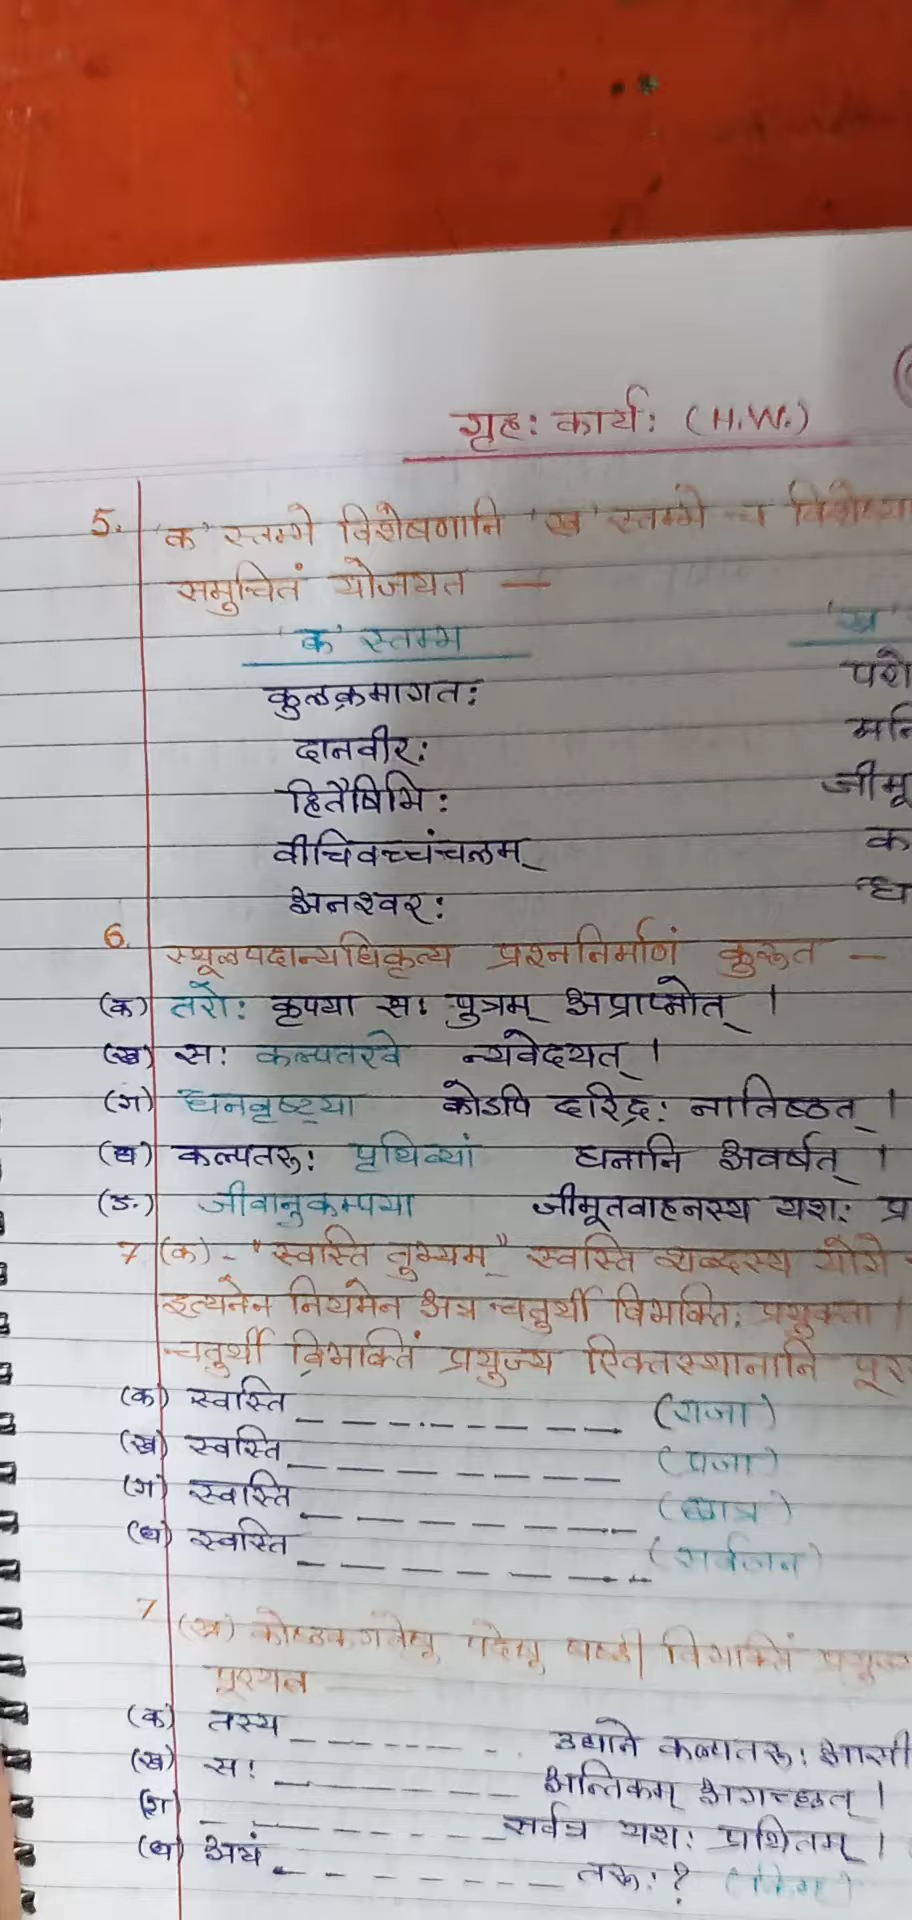 गृहः कार्यः (H.W.)
5. 'क' स्तम्भे विशेषणानि 'ख' स्तम्भे च विशेष्या
समुचितं योजयत —
'क' स्तम्भ 'ख'
कुलक्रमागतः परो
दानवीरः मन्
हितैषिभिः जीमू
वीचिवच्चंचलम् क
अनश्वरः ध
6. स्थूलपदान्यधिकृत्य प्रश्ननिर्माणं कुरुत —
(क) तरोः कृपया सः पुत्रम् अप्राप्नोत् ।
(ख) सः कल्पतरवे न्यवेदयत् ।
(ग) धनवृष्ट्या कोऽपि दरिद्रः नातिष्ठत् ।
(घ) कल्पतरुः पृथिव्यां धनानि अवर्षत् ।
(ङ) जीवानुकम्पया जीमूतवाहनस्य यशः प्र
7 (क) - "स्वस्ति तुभ्यम्" स्वस्ति शब्दस्य योगे
इत्यनेन नियमेन अत्र चतुर्थी विभक्तिः प्रयुक्ता ।
चतुर्थी विभक्तिं प्रयुज्य रिक्तस्थानानि पूर
(क) स्वस्ति _ _ _ _ _ _ _ (राजा)
(ख) स्वस्ति _ _ _ _ _ _ _ (प्रजा)
(ग) स्वस्ति _ _ _ _ _ _ _ (छात्र)
(घ) स्वस्ति _ _ _ _ _ _ _ (सर्वजन)
7 (ख) कोष्ठकगतेषु पदेषु षष्ठी विभक्तिं
पूरयत —
(क) तस्य _ _ _ _ _ _ उद्याने कल्पतरुः आसी
(ख) सः _ _ _ _ _ _ अन्तिकम् अगच्छत् ।
(ग) _ _ _ _ _ _ सर्वत्र यशः प्रथितम् ।
(घ) अयं _ _ _ _ _ _ तरुः ?